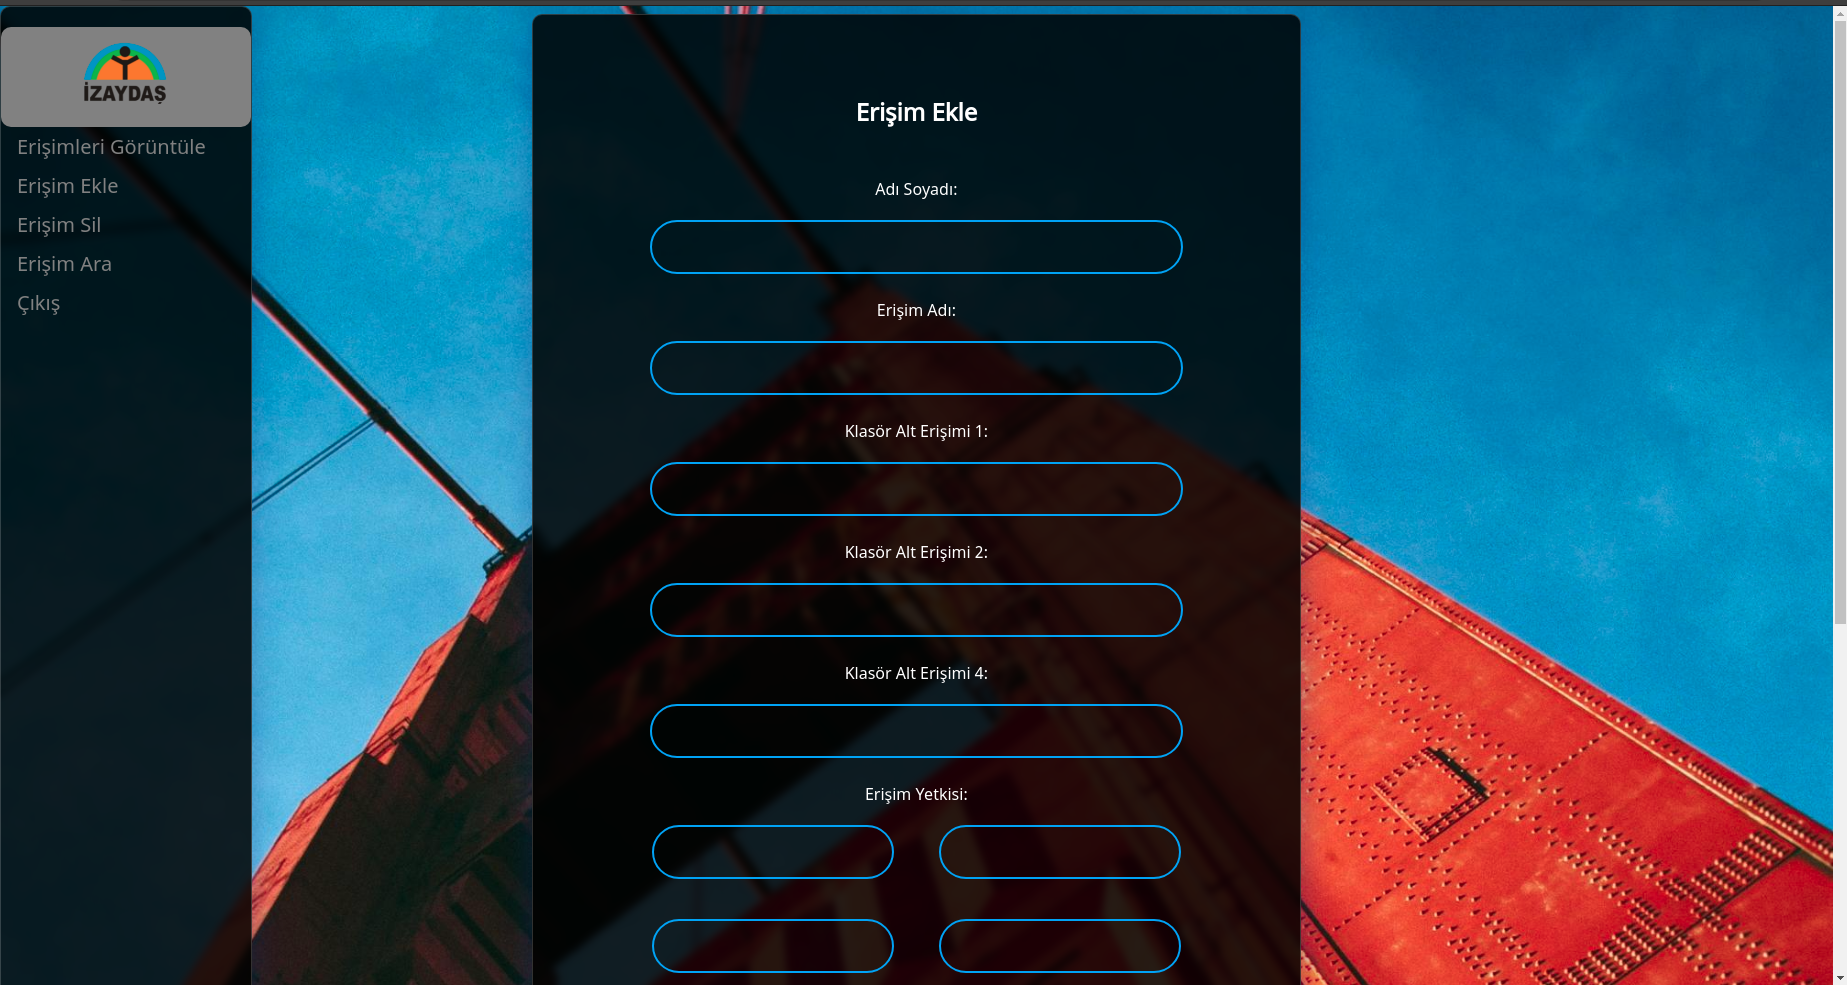 İZAYDAŞ
Erişimleri Görüntüle
Erişim Ekle
Erişim Sil
Erişim Ara
Çıkış
Erişim Ekle
Adı Soyadı:
Erişim Adı:
Klasör Alt Erişimi 1:
Klasör Alt Erişimi 2:
Klasör Alt Erişimi 4:
Erişim Yetkisi: